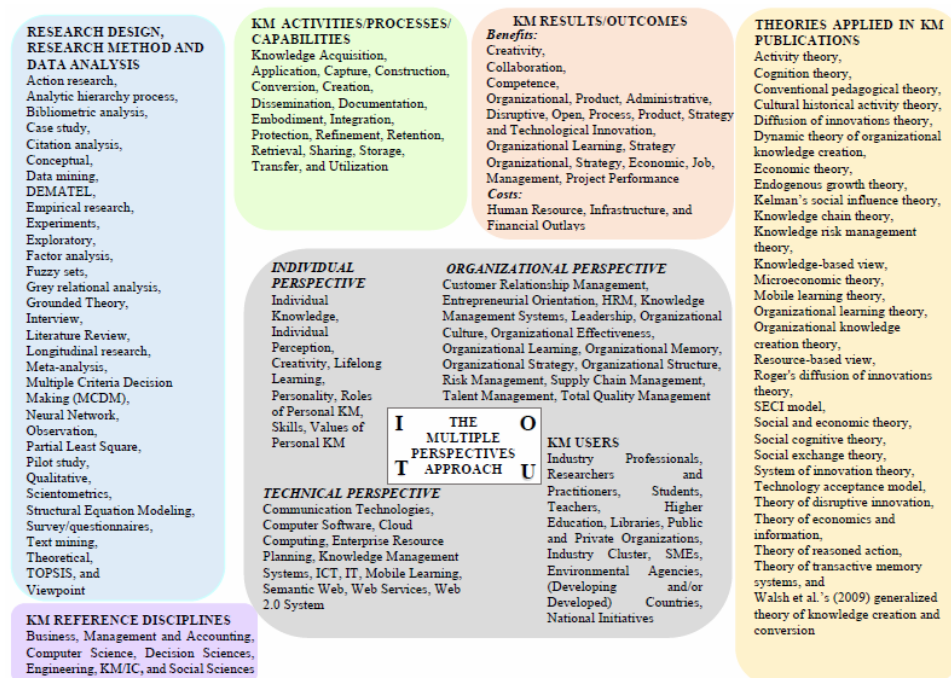 RESEARCH DESIGN,
RESEARCH METHOD AND
DATA ANALYSIS
Action research,
Analytic hierarchy process,
Bibliometric analysis,
Case study,
Citation analysis,
Conceptual,
Data mining,
DEMATEL,
Empirical research,
Experiments,
Exploratory,
Factor analysis,
Fuzzy sets,
Grey relational analysis,
Grounded Theory,
Interview,
Literature Review,
Longitudinal research,
Meta-analysis,
Multiple Criteria Decision
Making (MCDM),
Neural Network,
Observation,
Partial Least Square,
Pilot study,
Qualitative,
Scientometrics,
Structural Equation Modeling,
Survey/questionnaires,
Text mining,
Theoretical,
TOPSIS, and
Viewpoint
KM REFERENCE DISCIPLINES
Business, Management and Accounting,
Computer Science, Decision Sciences,
Engineering, KM/IC, and Social Sciences
KM ACTIVITIES/PROCESSES/
CAPABILITIES
Knowledge Acquisition,
Application, Capture, Construction,
Conversion, Creation,
Dissemination, Documentation,
Embodiment, Integration,
Protection, Refinement, Retention,
Retrieval, Sharing, Storage,
Transfer, and Utilization
KM RESULTS/OUTCOMES
Benefits:
Creativity,
Collaboration,
Competence,
Organizational, Product, Administrative,
Disruptive, Open, Process, Product, Strategy
and Technological Innovation,
Organizational Learning, Strategy
Organizational, Strategy, Economic, Job,
Management, Project Performance
Costs:
Human Resource, Infrastructure, and
Financial Outlays
INDIVIDUAL
PERSPECTIVE
Individual
Knowledge,
Individual
Perception,
Creativity, Lifelong
Learning,
Personality, Roles
of Personal KM,
Skills, Values of
Personal KM
ORGANIZATIONAL PERSPECTIVE
Customer Relationship Management,
Entrepreneurial Orientation, HRM, Knowledge
Management Systems, Leadership, Organizational
Culture, Organizational Effectiveness,
Organizational Learning, Organizational Memory,
Organizational Strategy, Organizational Structure,
Risk Management, Supply Chain Management,
Talent Management, Total Quality Management
I THE O
MULTIPLE
PERSPECTIVES
T APPROACH U
TECHNICAL PERSPECTIVE
Communication Technologies,
Computer Software, Cloud
Computing, Enterprise Resource
Planning, Knowledge Management
Systems, ICT, IT, Mobile Learning,
Semantic Web, Web Services, Web
2.0 System
KM USERS
Industry Professionals,
Researchers and
Practitioners, Students,
Teachers, Higher
Education, Libraries, Public
and Private Organizations,
Industry Cluster, SMEs,
Environmental Agencies,
(Developing and/or
Developed) Countries,
National Initiatives
THEORIES APPLIED IN KM
PUBLICATIONS
Activity theory,
Cognition theory,
Conventional pedagogical theory,
Cultural historical activity theory,
Diffusion of innovations theory,
Dynamic theory of organizational
knowledge creation,
Economic theory,
Endogenous growth theory,
Kelman's social influence theory,
Knowledge chain theory,
Knowledge risk management
theory,
Knowledge-based view,
Microeconomic theory,
Mobile learning theory,
Organizational learning theory,
Organizational knowledge
creation theory,
Resource-based view,
Roger's diffusion of innovations
theory,
SECI model,
Social and economic theory,
Social cognitive theory,
Social exchange theory,
System of innovation theory,
Technology acceptance model,
Theory of disruptive innovation,
Theory of economics and
information,
Theory of reasoned action,
Theory of transactive memory
systems, and
Walsh et al.'s (2009) generalized
theory of knowledge creation and
conversion